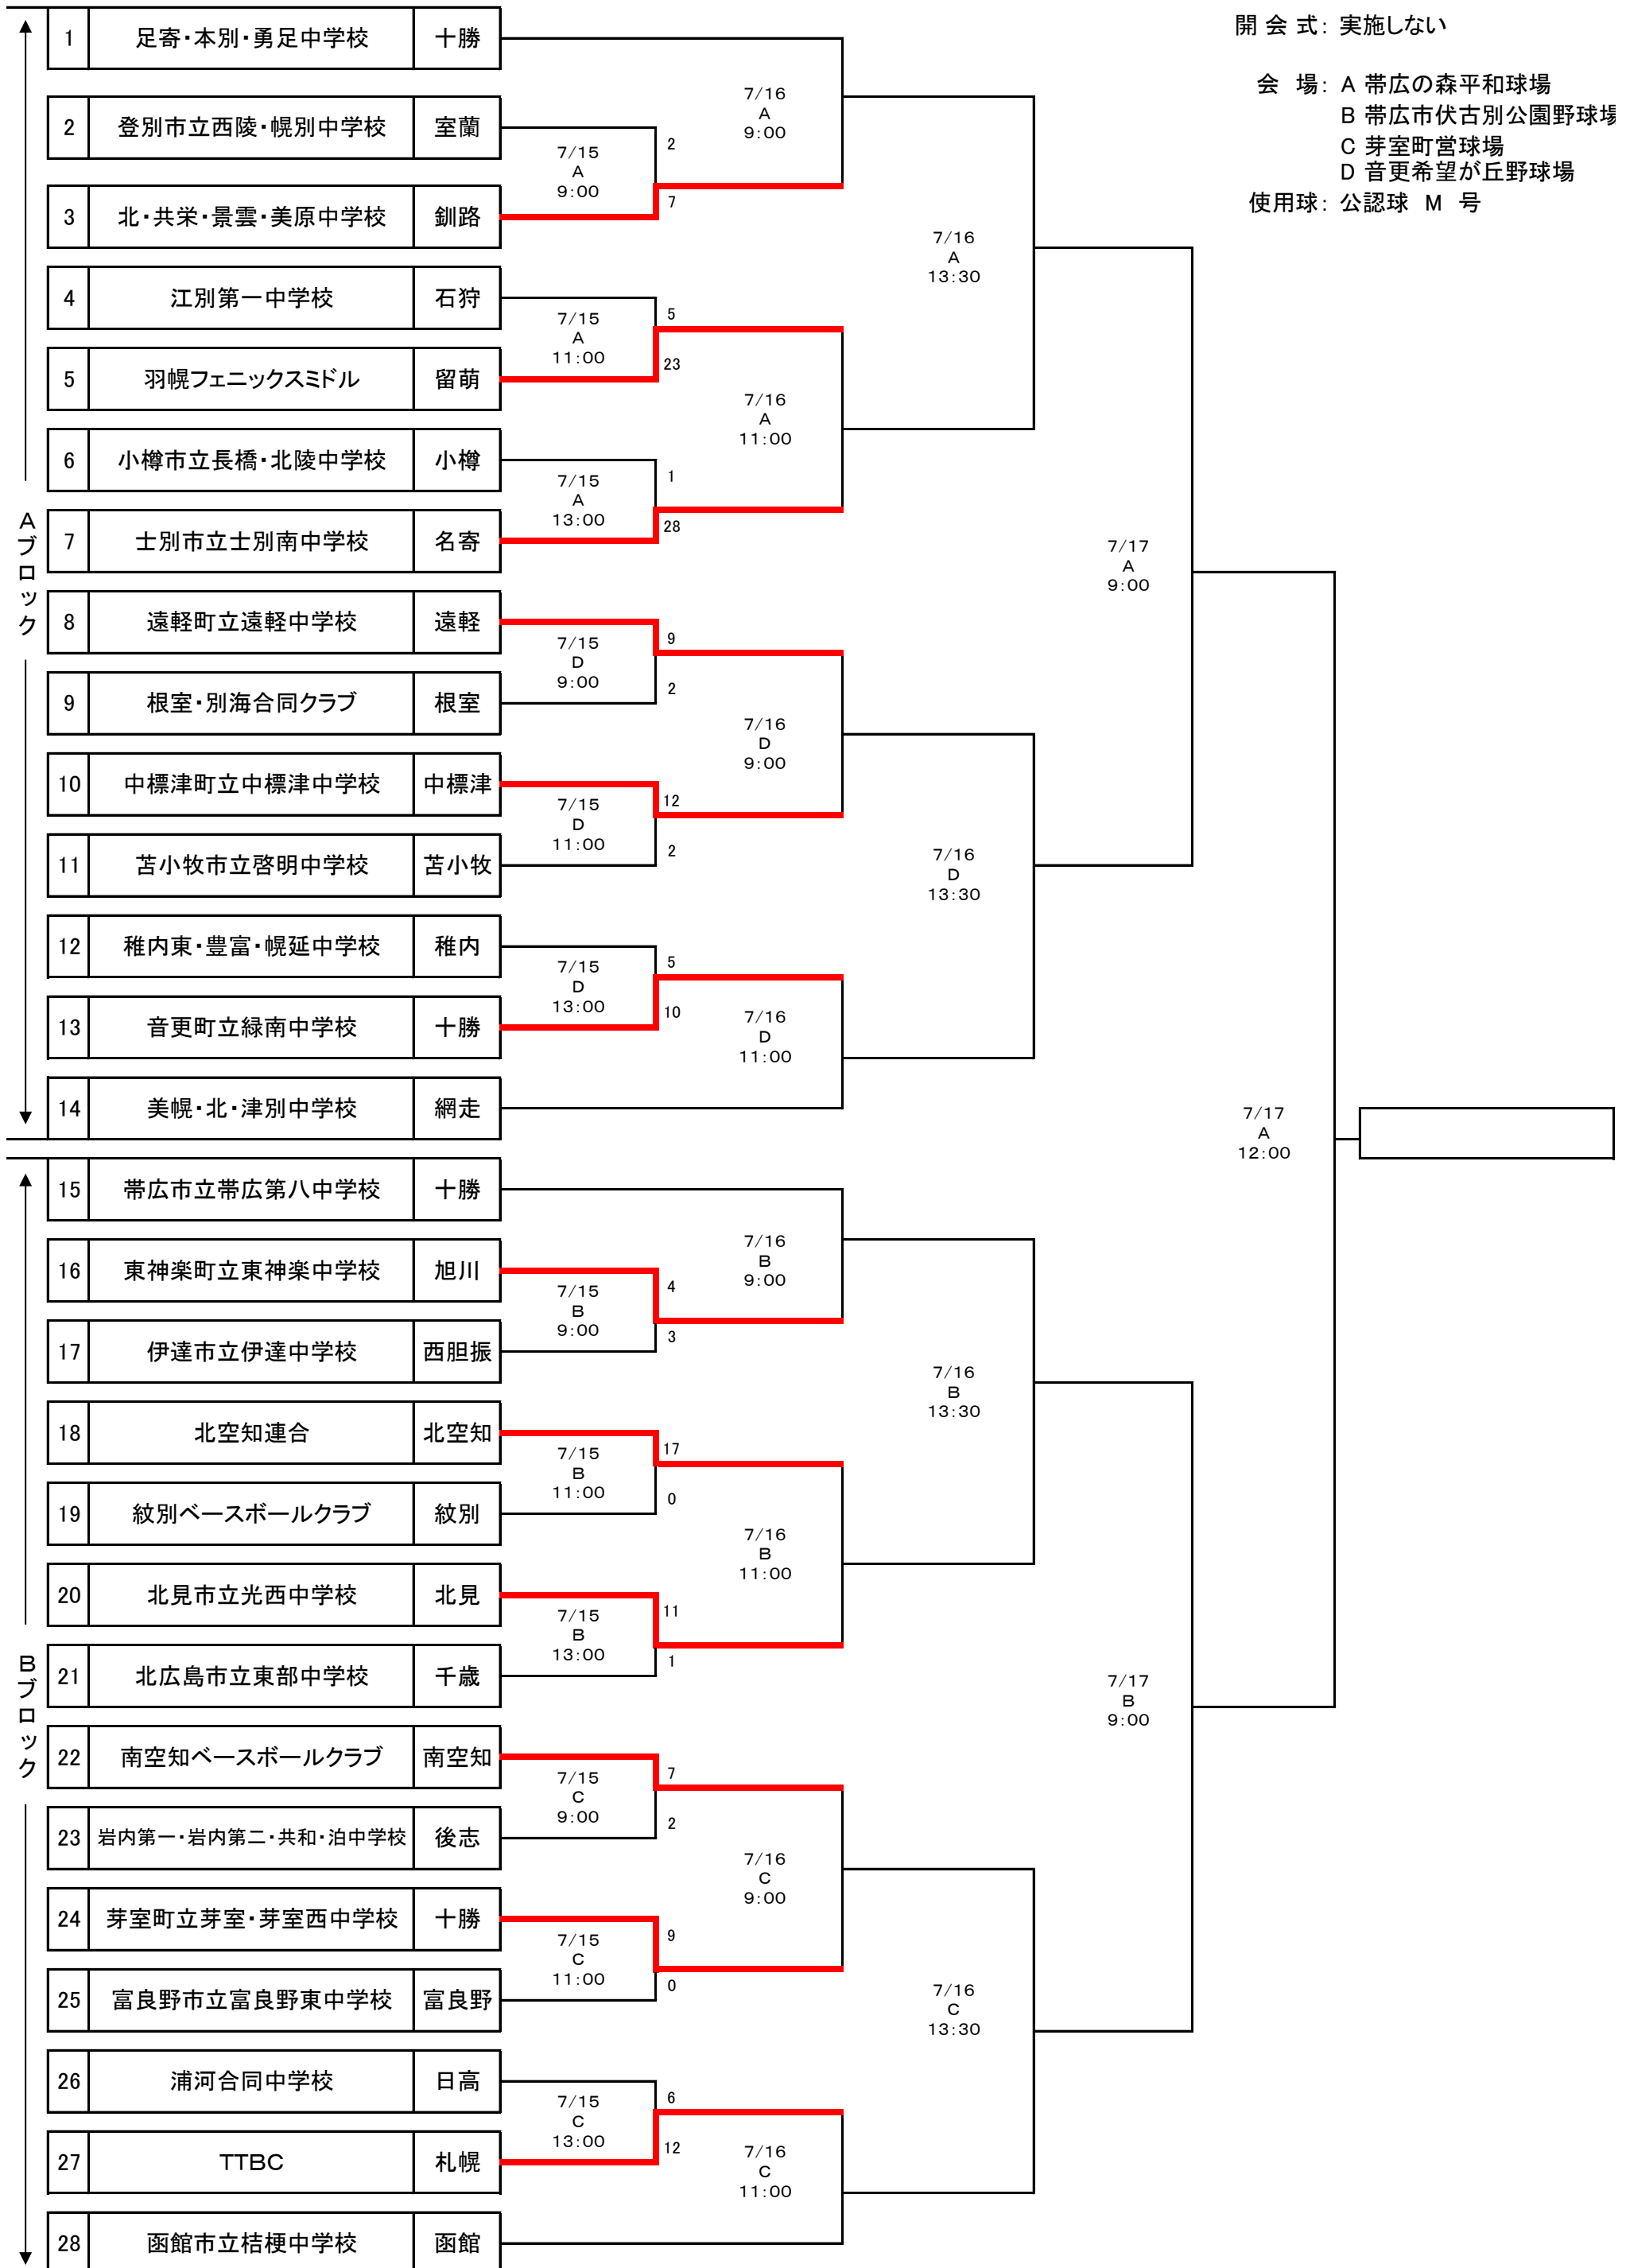 開 会 式： 実施しない
会 場： A 帯広の森平和球場
B 帯広市伏古別公園野球場
C 芽室町営球場
D 音更希望が丘野球場
使用球： 公認球 M 号
Aブロック
1 足寄・本別・勇足中学校 十勝
2 登別市立西陵・幌別中学校 室蘭
3 北・共栄・景雲・美原中学校 釧路
4 江別第一中学校 石狩
5 羽幌フェニックスミドル 留萌
6 小樽市立長橋・北陵中学校 小樽
7 士別市立士別南中学校 名寄
8 遠軽町立遠軽中学校 遠軽
9 根室・別海合同クラブ 根室
10 中標津町立中標津中学校 中標津
11 苫小牧市立啓明中学校 苫小牧
12 稚内東・豊富・幌延中学校 稚内
13 音更町立緑南中学校 十勝
14 美幌・北・津別中学校 網走
Bブロック
15 帯広市立帯広第八中学校 十勝
16 東神楽町立東神楽中学校 旭川
17 伊達市立伊達中学校 西胆振
18 北空知連合 北空知
19 紋別ベースボールクラブ 紋別
20 北見市立光西中学校 北見
21 北広島市立東部中学校 千歳
22 南空知ベースボールクラブ 南空知
23 岩内第一・岩内第二・共和・泊中学校 後志
24 芽室町立芽室・芽室西中学校 十勝
25 富良野市立富良野東中学校 富良野
26 浦河合同中学校 日高
27 TTBC 札幌
28 函館市立桔梗中学校 函館
7/15
A
9:00
2
7
7/15
A
11:00
5
23
7/15
A
13:00
1
28
7/15
D
9:00
9
2
7/15
D
11:00
12
2
7/15
D
13:00
5
10
7/15
B
9:00
4
3
7/15
B
11:00
17
0
7/15
B
13:00
11
1
7/15
C
9:00
7
2
7/15
C
11:00
9
0
7/15
C
13:00
6
12
7/16
A
9:00
7/16
A
11:00
7/16
D
9:00
7/16
D
11:00
7/16
B
9:00
7/16
B
11:00
7/16
C
9:00
7/16
C
11:00
7/16
A
13:30
7/16
D
13:30
7/16
B
13:30
7/16
C
13:30
7/17
A
9:00
7/17
B
9:00
7/17
A
12:00